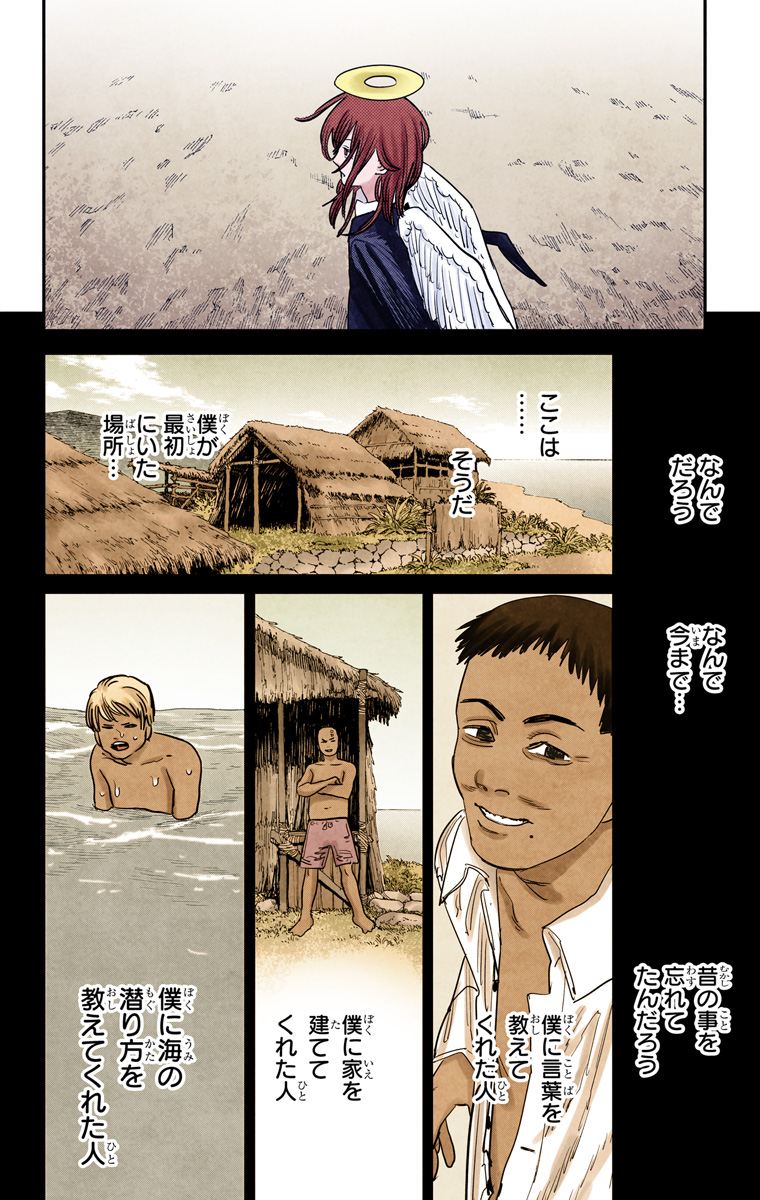 なんで
だろう
なんで
今まで…
昔の事を
忘れて
たんだろう
ここは
……
そうだ
僕が
最初
にいた
場所…
僕に言葉を
教えて
くれた人
僕に家を
建てて
くれた人
僕に海の
潜り方を
教えてくれた人